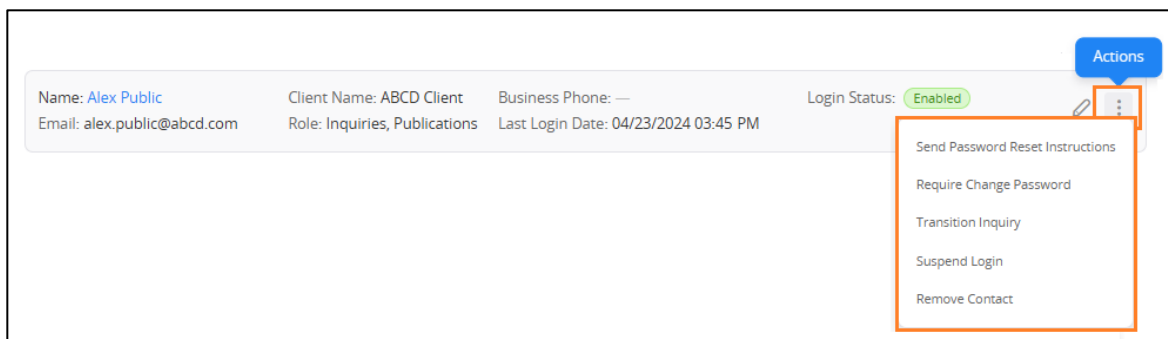 Actions
Name: Alex Public Client Name: ABCD Client Business Phone: — Login Status: Enabled
Email: alex.public@abcd.com Role: Inquiries, Publications Last Login Date: 04/23/2024 03:45 PM
Send Password Reset Instructions
Require Change Password
Transition Inquiry
Suspend Login
Remove Contact